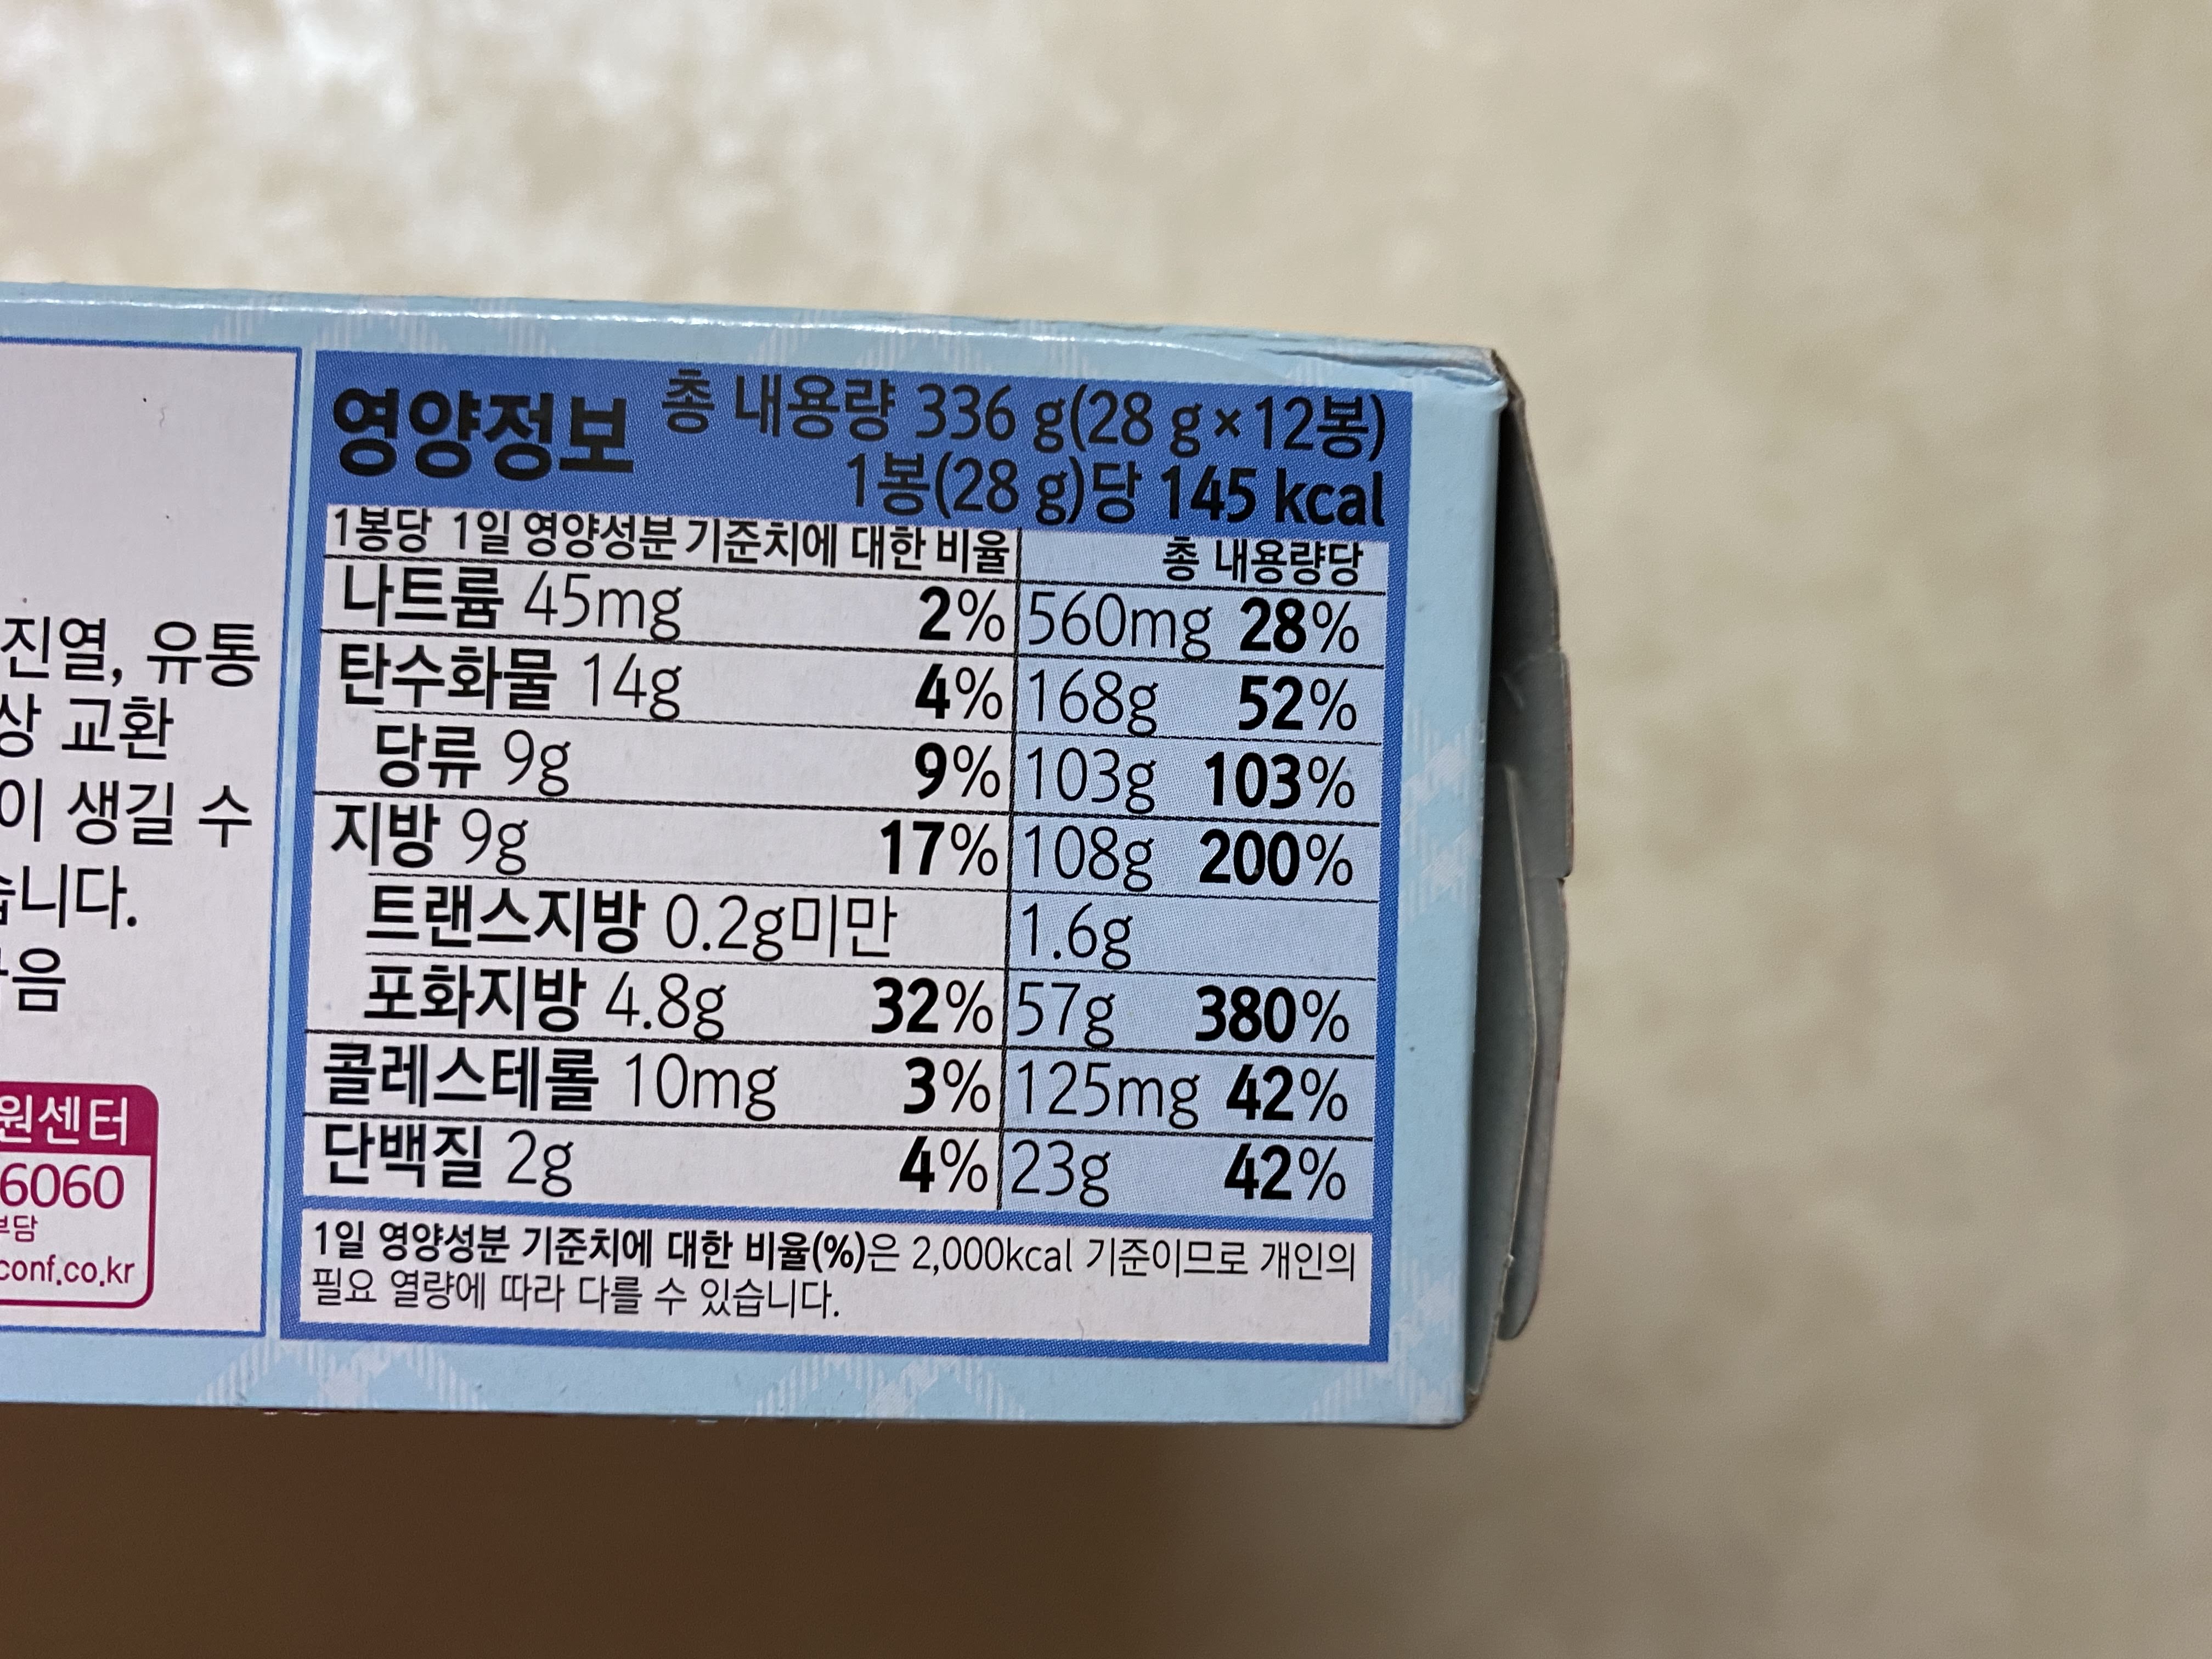 진열, 유통
상 교환
이 생길 수
습니다.
음
원센터
6060
부담
conf.co.kr
영양정보 총 내용량 336 g(28 g×12봉)
1봉(28 g)당 145 kcal
1봉당 1일 영양성분 기준치에 대한 비율 총 내용량당
나트륨 45mg 2% 560mg 28%
탄수화물 14g 4% 168g 52%
당류 9g 9% 103g 103%
지방 9g 17% 108g 200%
트랜스지방 0.2g미만 1.6g
포화지방 4.8g 32% 57g 380%
콜레스테롤 10mg 3% 125mg 42%
단백질 2g 4% 23g 42%
1일 영양성분 기준치에 대한 비율(%)은 2,000kcal 기준이므로 개인의
필요 열량에 따라 다를 수 있습니다.